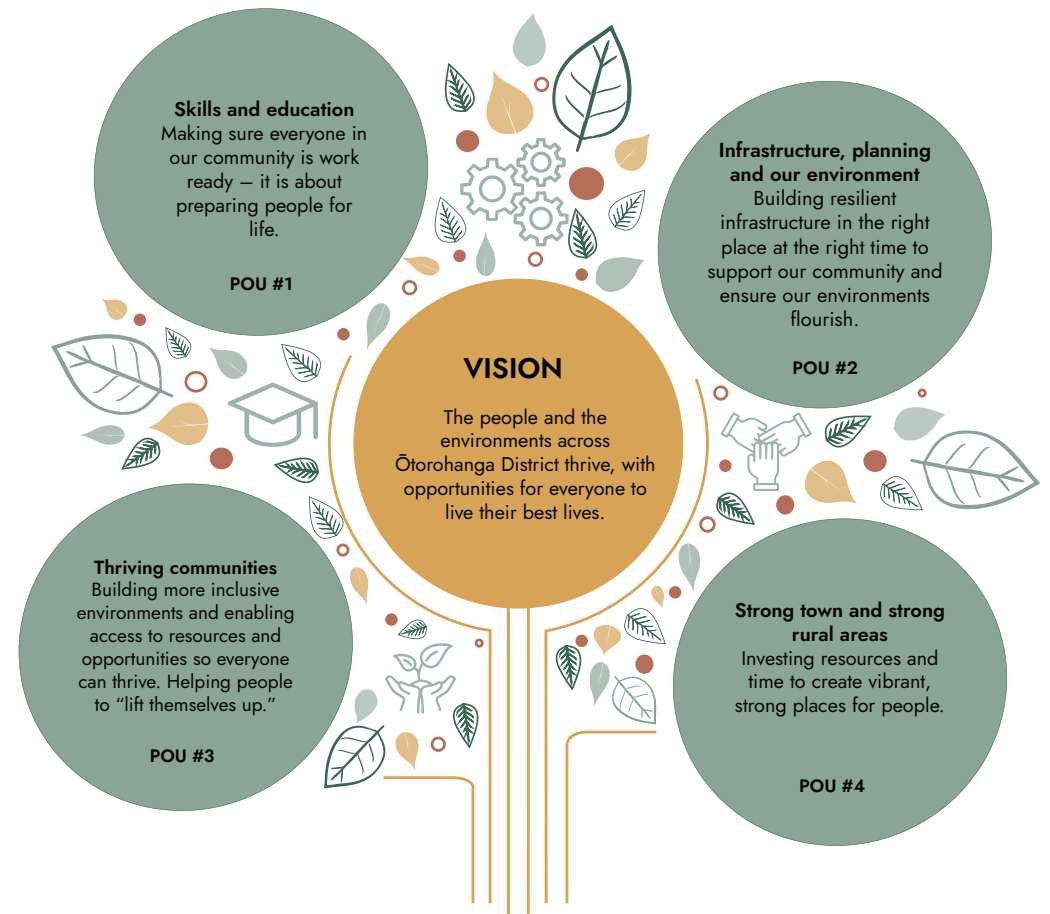 Skills and education
Making sure everyone in
our community is work
ready – it is about
preparing people for
life.
POU #1
Infrastructure, planning
and our environment
Building resilient
infrastructure in the right
place at the right time to
support our community and
ensure our environments
flourish.
POU #2
VISION
The people and the
environments across
Ōtorohanga District thrive, with
opportunities for everyone to
live their best lives.
Thriving communities
Building more inclusive
environments and enabling
access to resources and
opportunities so everyone
can thrive. Helping people
to “lift themselves up.”
POU #3
Strong town and strong
rural areas
Investing resources and
time to create vibrant,
strong places for people.
POU #4